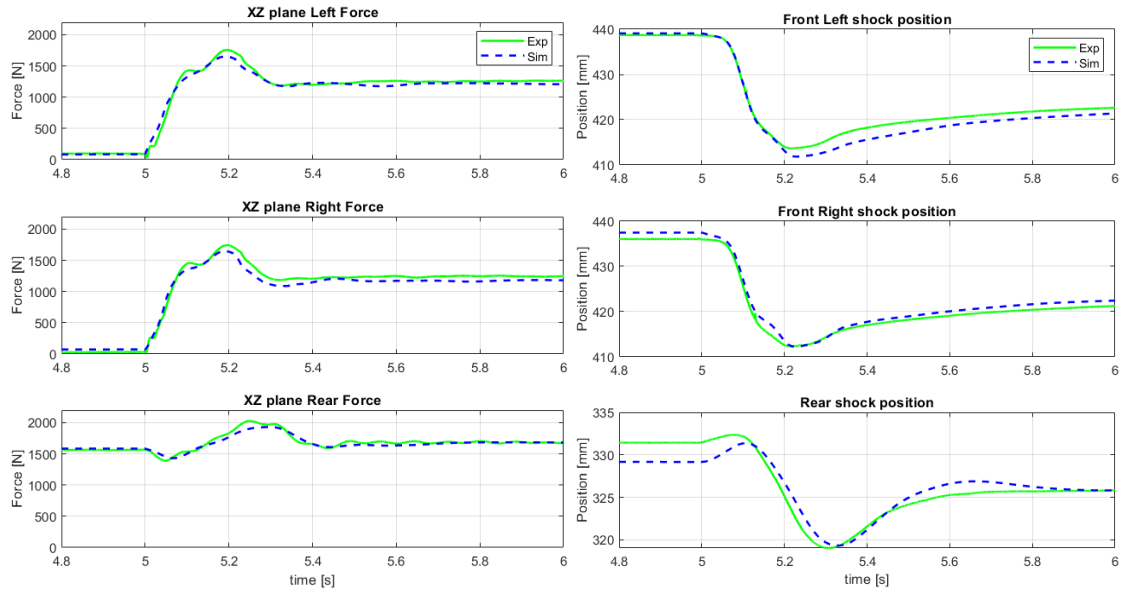 XZ plane Left Force
Force [N]
2000
1500
1000
500
0
4.8 5 5.2 5.4 5.6 5.8 6
Exp
Sim
Front Left shock position
Position [mm]
440
430
420
410
4.8 5 5.2 5.4 5.6 5.8 6
Exp
Sim
XZ plane Right Force
Force [N]
2000
1500
1000
500
0
4.8 5 5.2 5.4 5.6 5.8 6
Front Right shock position
Position [mm]
440
430
420
410
4.8 5 5.2 5.4 5.6 5.8 6
XZ plane Rear Force
Force [N]
2000
1500
1000
500
0
4.8 5 5.2 5.4 5.6 5.8 6
time [s]
Rear shock position
Position [mm]
335
330
325
320
4.8 5 5.2 5.4 5.6 5.8 6
time [s]